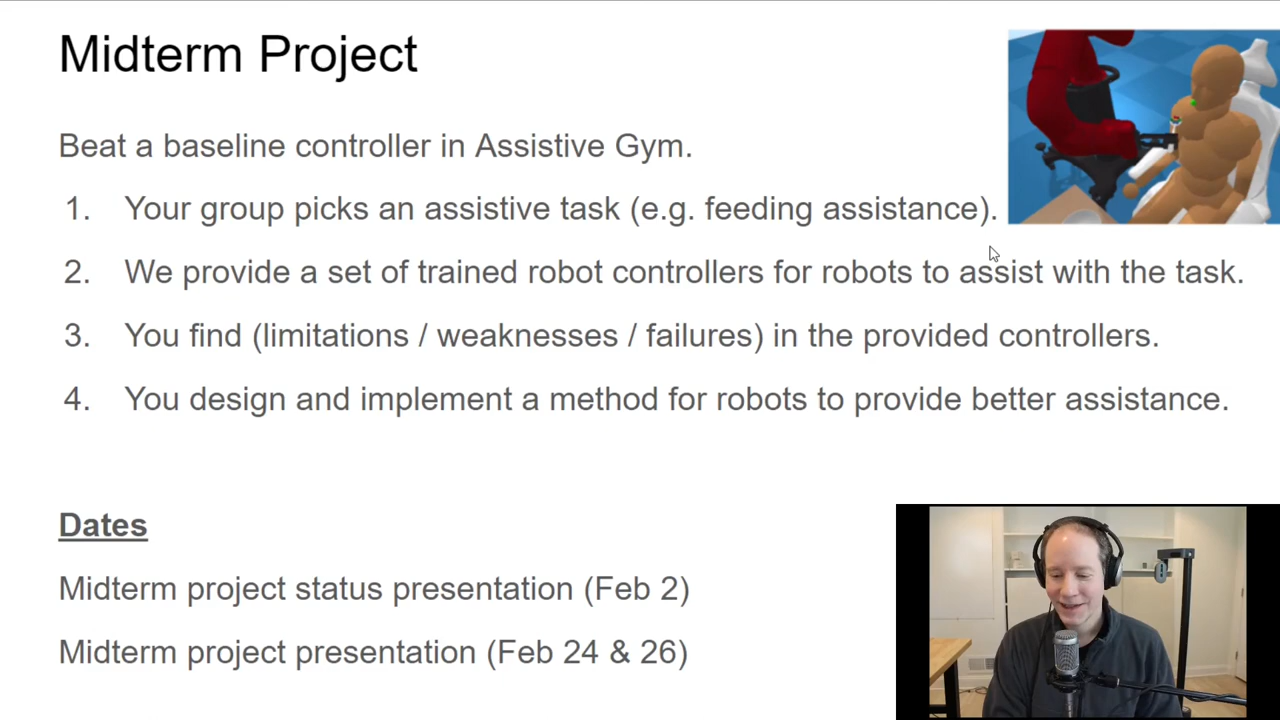 Midterm Project
Beat a baseline controller in Assistive Gym.
1. Your group picks an assistive task (e.g. feeding assistance).
2. We provide a set of trained robot controllers for robots to assist with the task.
3. You find (limitations / weaknesses / failures) in the provided controllers.
4. You design and implement a method for robots to provide better assistance.
Dates
Midterm project status presentation (Feb 2)
Midterm project presentation (Feb 24 & 26)